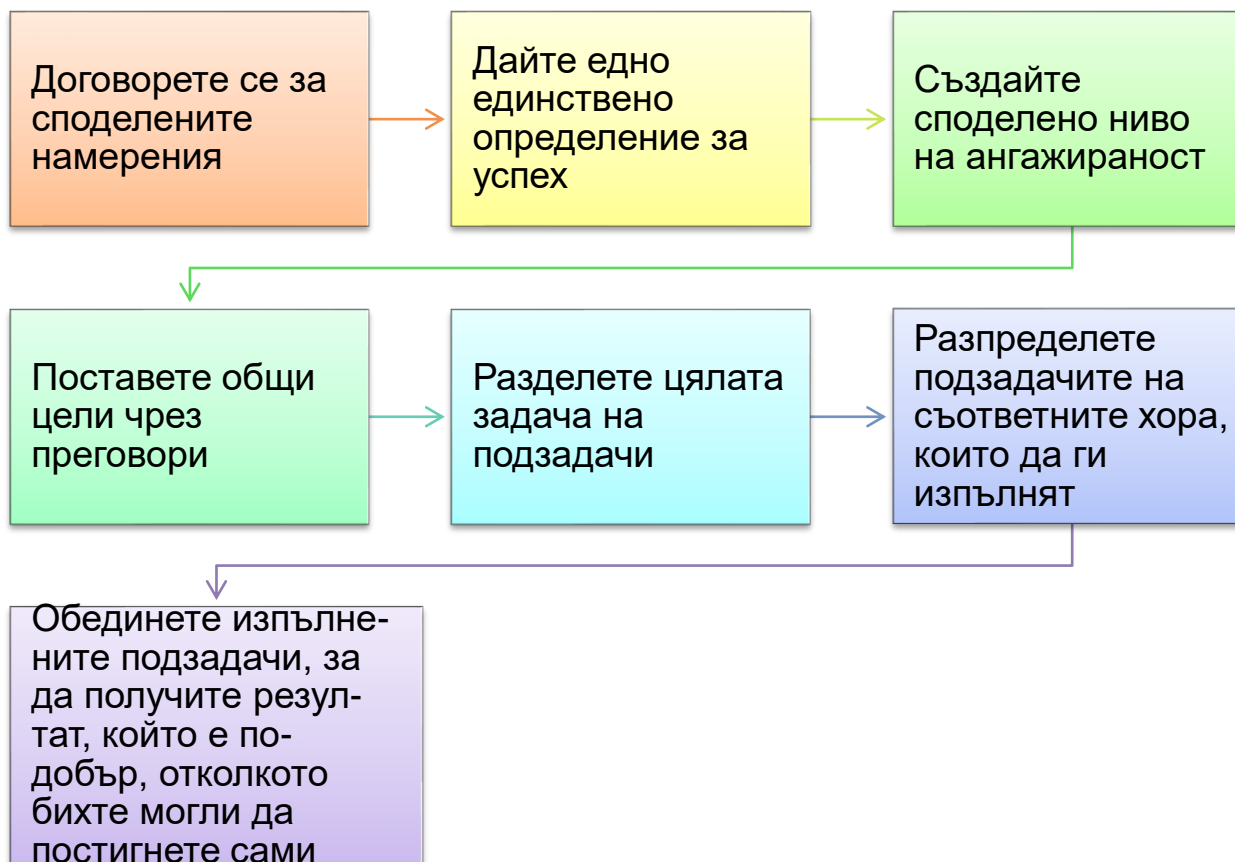 Договорете се за
споделените
намерения
Дайте едно
единствено
определение за
успех
Създайте
споделено ниво
на ангажираност
Поставете общи
цели чрез
преговори
Разделете цялата
задача на
подзадачи
Разпределете
подзадачите на
съответните хора,
които да ги
изпълнят
Обединете изпълне-
ните подзадачи, за
да получите резул-
тат, който е по-
добър, отколкото
бихте могли да
постигнете сами